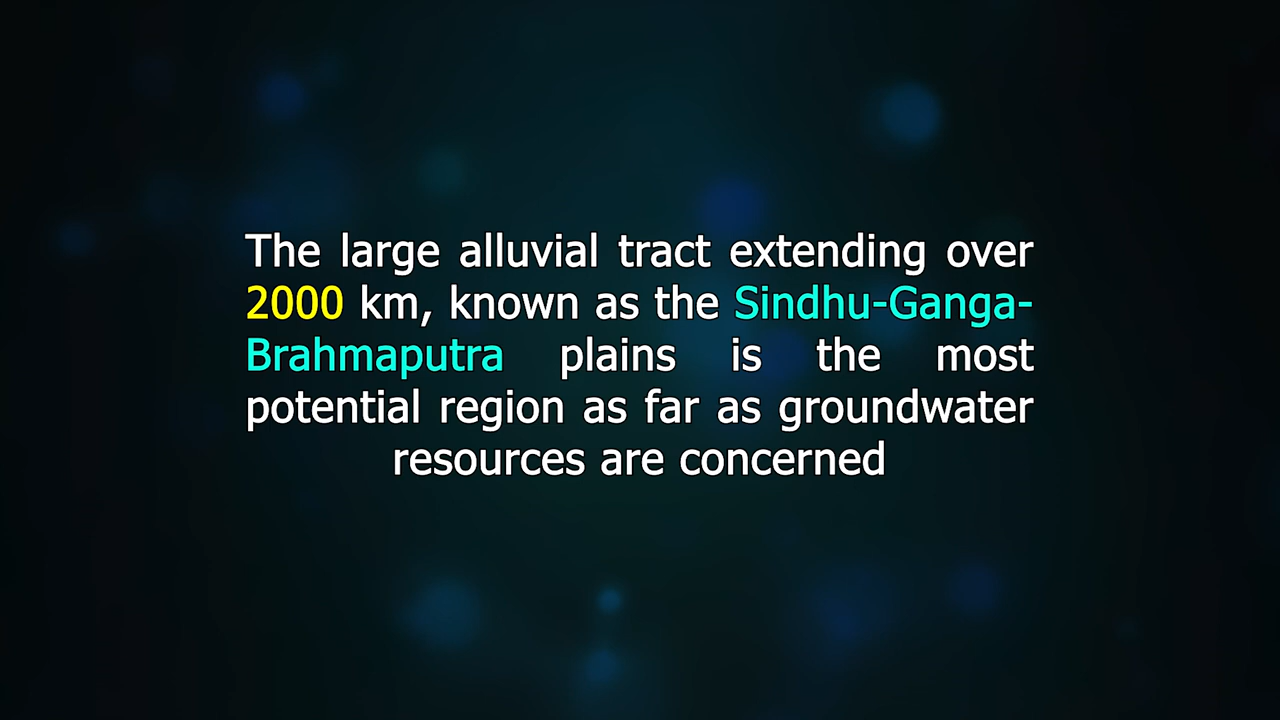 The large alluvial tract extending over
2000 km, known as the Sindhu-Ganga-
Brahmaputra plains is the most
potential region as far as groundwater
resources are concerned